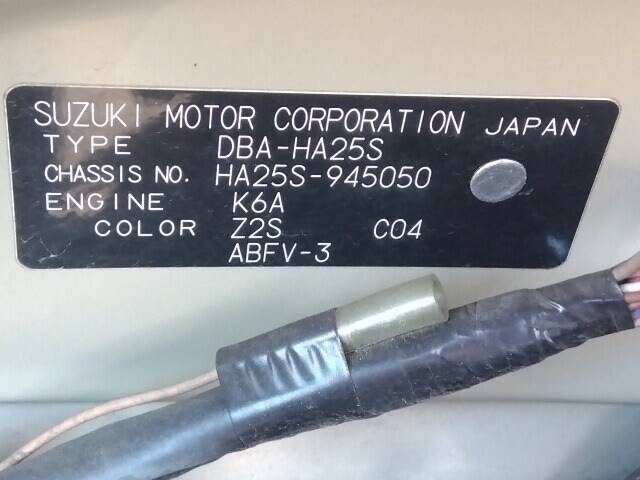 SUZUKI MOTOR CORPORATION JAPAN
TYPE DBA-HA25S
CHASSIS NO. HA25S-945050
ENGINE K6A
COLOR Z2S C04
ABFV-3